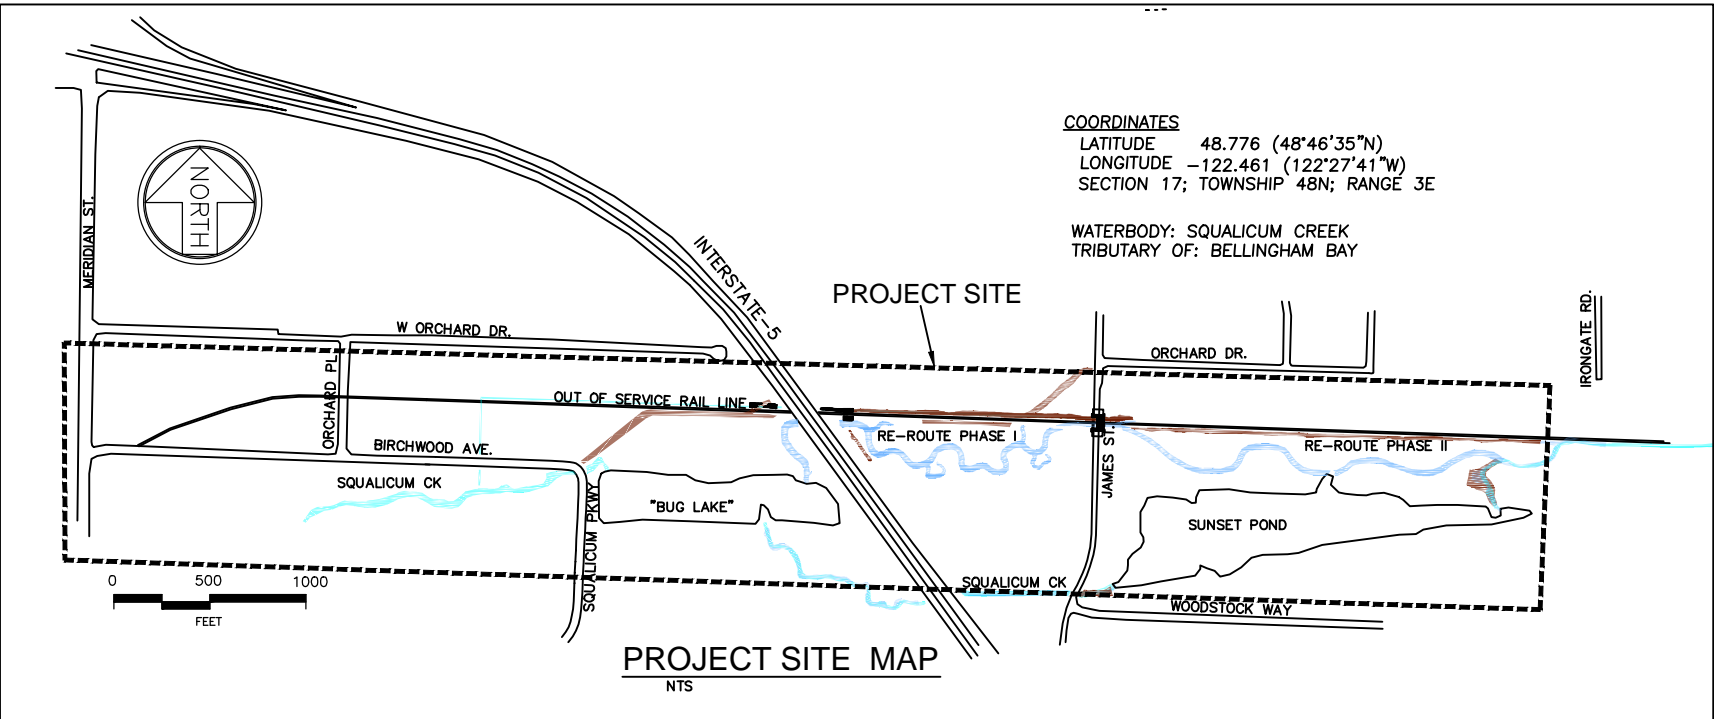 COORDINATES
LATITUDE 48.776 (48°46'35"N)
LONGITUDE -122.461 (122°27'41"W)
SECTION 17; TOWNSHIP 48N; RANGE 3E
WATERBODY: SQUALICUM CREEK
TRIBUTARY OF: BELLINGHAM BAY
NORTH
MERIDIAN ST.
INTERSTATE-5
PROJECT SITE
W ORCHARD DR.
ORCHARD DR.
IRONGATE RD.
ORCHARD PL
OUT OF SERVICE RAIL LINE
BIRCHWOOD AVE.
RE-ROUTE PHASE I
RE-ROUTE PHASE II
JAMES ST.
SQUALICUM CK
SQUALICUM PKWY
"BUG LAKE"
SUNSET POND
SQUALICUM CK
WOODSTOCK WAY
0 500 1000
FEET
PROJECT SITE MAP
NTS